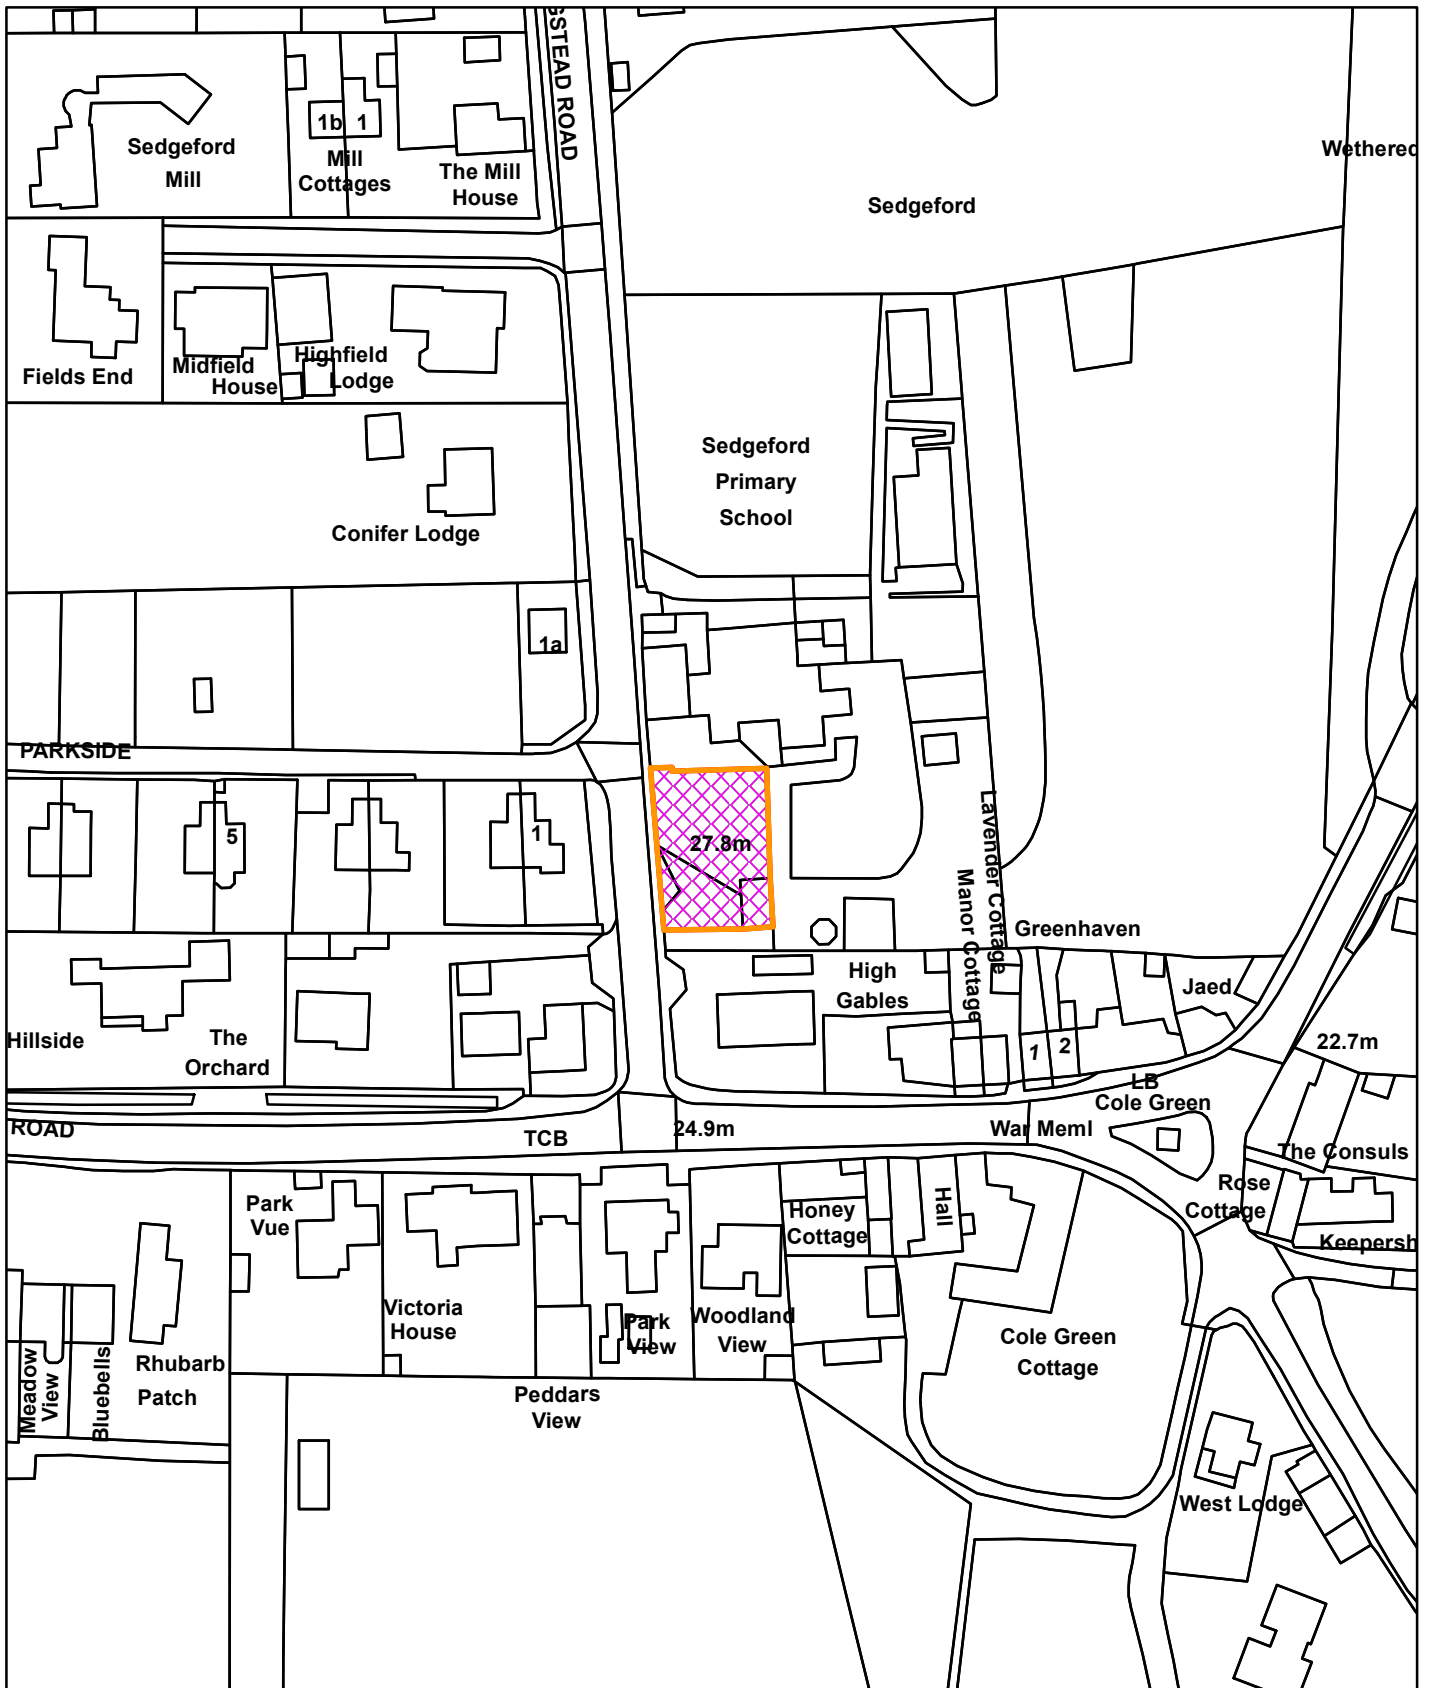 GSTEAD ROAD
1b 1
Sedgeford
Mill
Mill
Cottages
The Mill
House
Wethered
Sedgeford
Fields End
Midfield
House
Highfield
Lodge
Sedgeford
Primary
School
Conifer Lodge
1a
PARKSIDE
5
1
27.8m
Lavender Cottage
Manor Cottage
Greenhaven
High
Gables
Jaed
Hillside
The
Orchard
1
2
22.7m
LB
Cole Green
ROAD
TCB
24.9m
War Meml
The Consuls
Park
Vue
Honey
Cottage
Hall
Rose
Cottage
Keepersh
Victoria
House
Park
View
Woodland
View
Cole Green
Cottage
Meadow
View
Bluebells
Rhubarb
Patch
Peddars
View
West Lodge